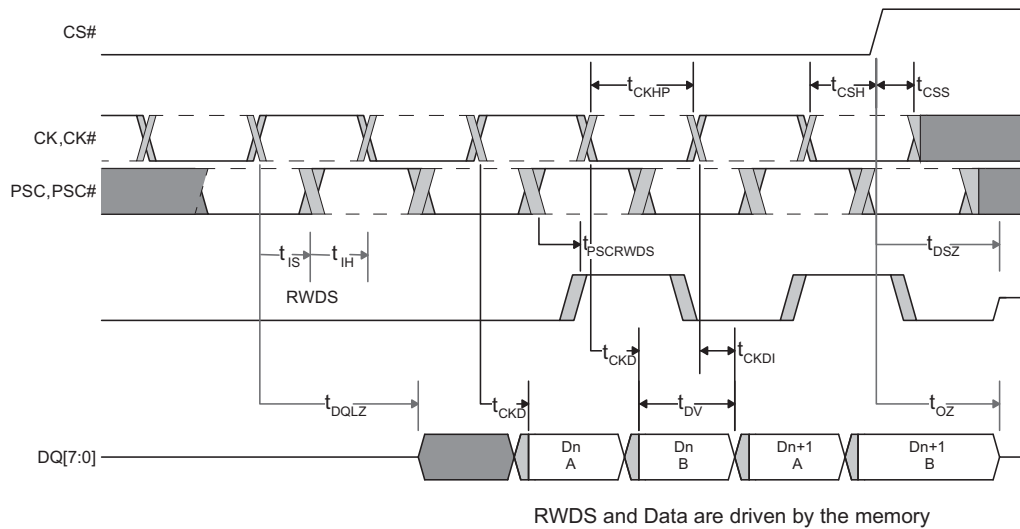 CS#
tCKHP
tCSH
tCSS
CK,CK#
PSC,PSC#
tIS
tIH
tPSCRWDS
tDSZ
RWDS
tCKD
tCKDI
tDQLZ
tCKD
tDV
tOZ
DQ[7:0]
Dn
A
Dn
B
Dn+1
A
Dn+1
B
RWDS and Data are driven by the memory